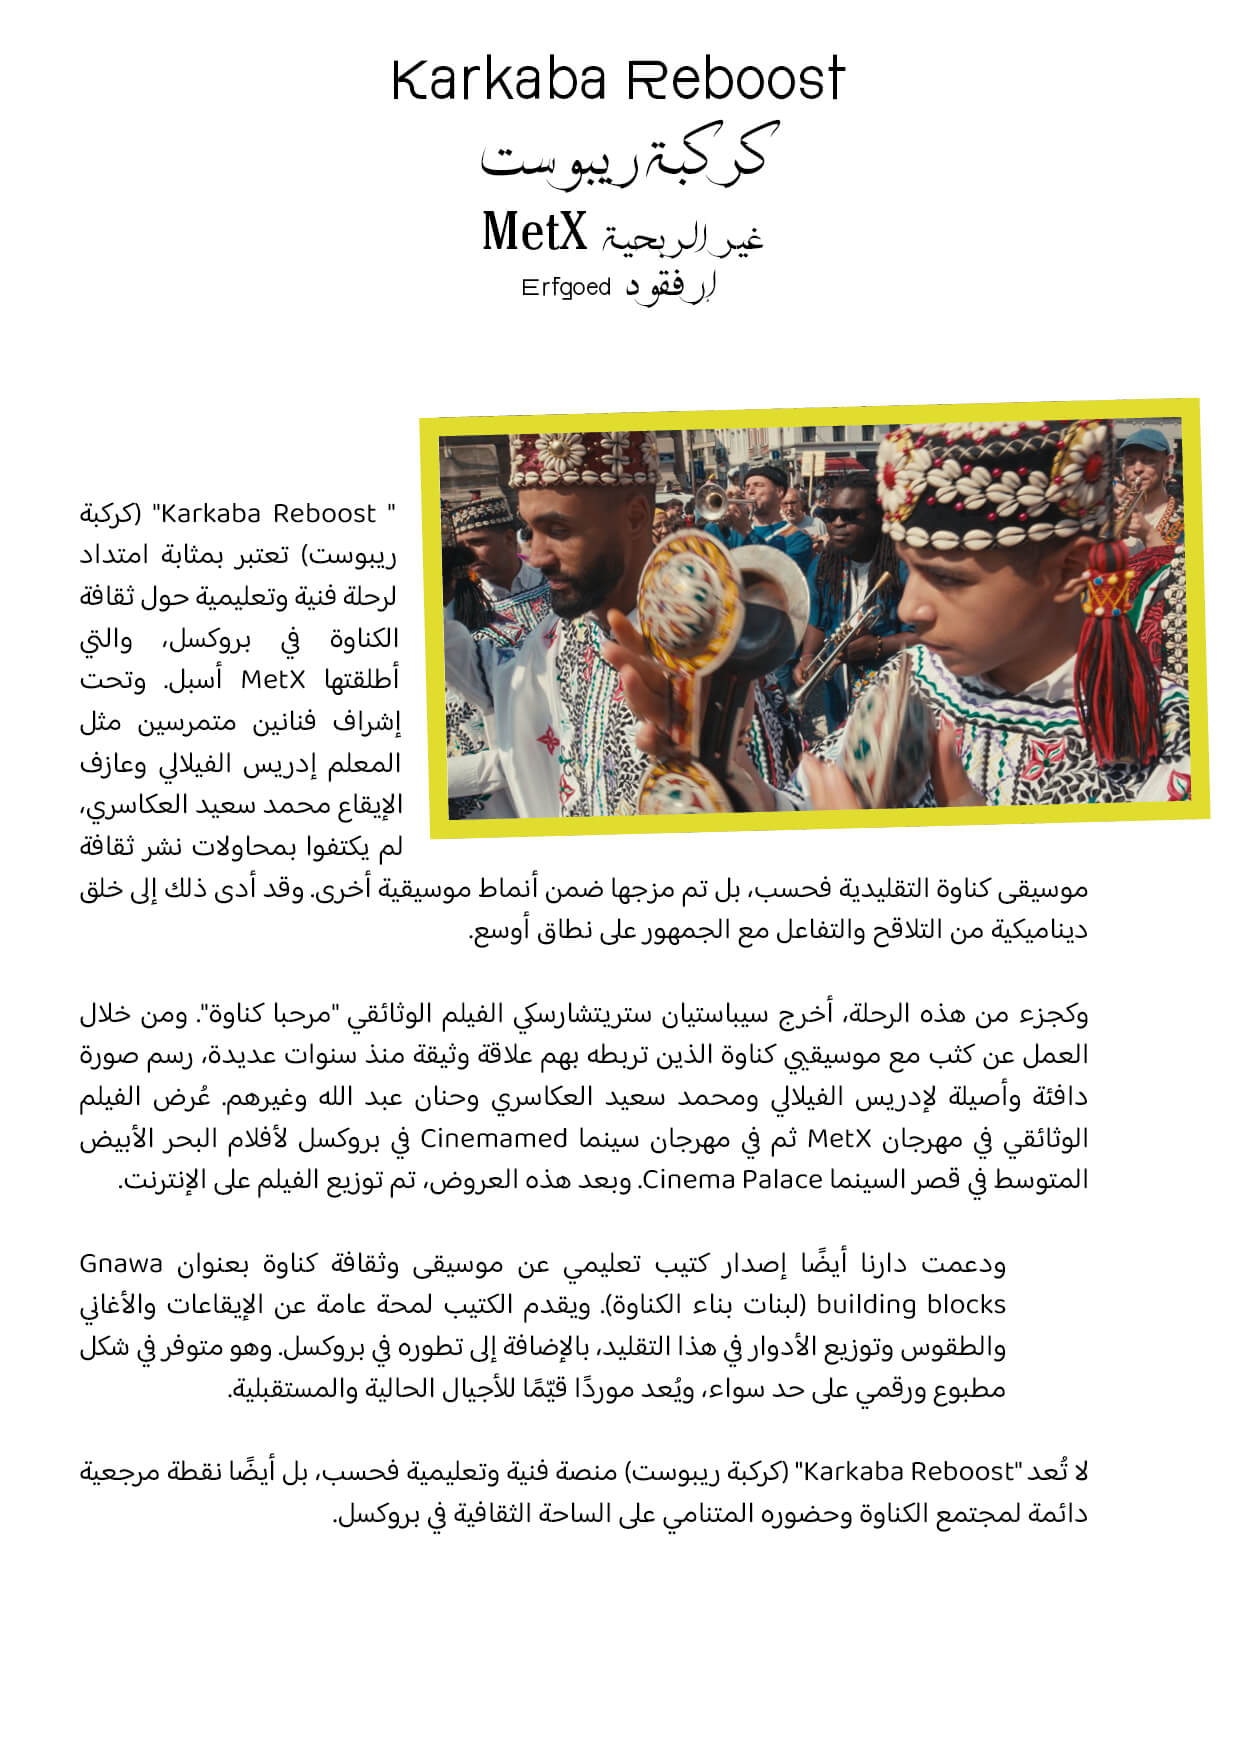 Karkaba Reboost
كركبة ريبوست
MetX غير الربحية
Erfgoed ارفقود
" Karkaba Reboost" (كركبة
ريبوست) تعتبر بمثابة امتداد
لرحلة فنية وتعليمية حول ثقافة
الكناوة في بروكسل، والتي
أطلقتها MetX أسبل. وتحت
إشراف فنانين متمرسين مثل
المعلم إدريس الفيلالي وعازف
الإيقاع محمد سعيد العكاسري،
لم يكتفوا بمحاولات نشر ثقافة
موسيقى كناوة التقليدية فحسب، بل تم مزجها ضمن أنماط موسيقية أخرى. وقد أدى ذلك إلى خلق
ديناميكية من التلاقح والتفاعل مع الجمهور على نطاق أوسع.
وكجزء من هذه الرحلة، أخرج سيباستيان ستريتشارسكي الفيلم الوثائقي "مرحبا كناوة". ومن خلال
العمل عن كثب مع موسيقيي كناوة الذين تربطه بهم علاقة وثيقة منذ سنوات عديدة، رسم صورة
دافئة وأصيلة لإدريس الفيلالي ومحمد سعيد العكاسري وحنان عبد الله وغيرهم. عُرض الفيلم
الوثائقي في مهرجان MetX ثم في مهرجان سينما Cinemamed في بروكسل لأفلام البحر الأبيض
المتوسط في قصر السينما Cinema Palace. وبعد هذه العروض، تم توزيع الفيلم على الإنترنت.
ودعمت دارنا أيضًا إصدار كتيب تعليمي عن موسيقى وثقافة كناوة بعنوان Gnawa
building blocks (لبنات بناء الكناوة). ويقدم الكتيب لمحة عامة عن الإيقاعات والأغاني
والطقوس وتوزيع الأدوار في هذا التقليد، بالإضافة إلى تطوره في بروكسل. وهو متوفر في شكل
مطبوع ورقمي على حد سواء، ويُعد موردًا قيّمًا للأجيال الحالية والمستقبلية.
لا تُعد "Karkaba Reboost" (كركبة ريبوست) منصة فنية وتعليمية فحسب، بل أيضًا نقطة مرجعية
دائمة لمجتمع الكناوة وحضوره المتنامي على الساحة الثقافية في بروكسل.